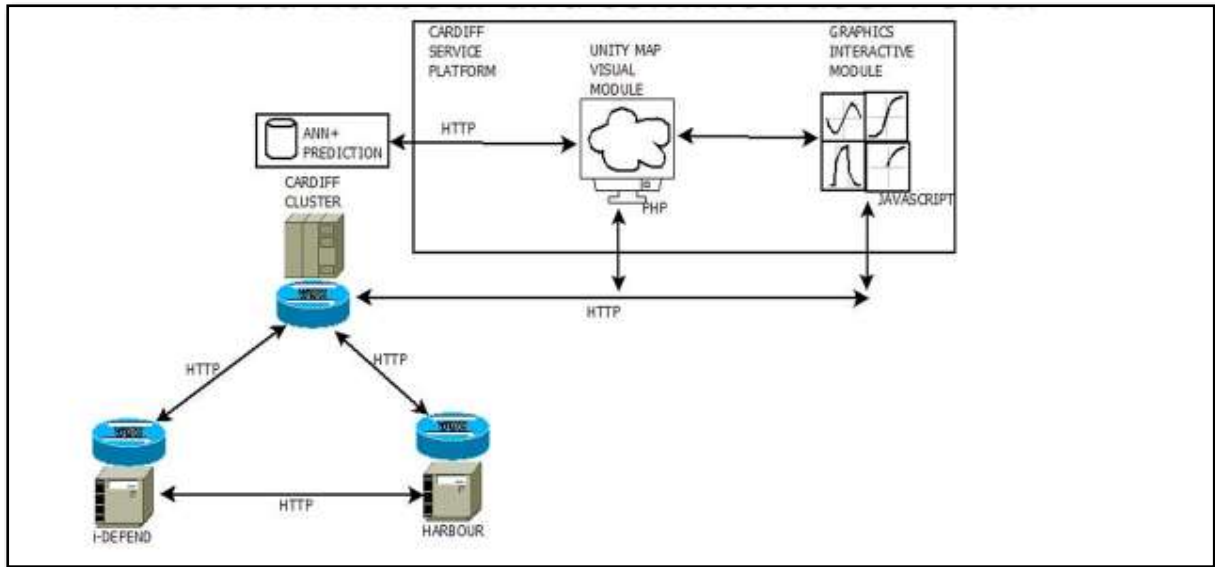 CARDIFF
SERVICE
PLATFORM
UNITY MAP
VISUAL
MODULE
GRAPHICS
INTERACTIVE
MODULE
HTTP
ANN+
PREDICTION
PHP
JAVASCRIPT
CARDIFF
CLUSTER
HTTP
HTTP
HTTP
HTTP
i-DEFEND
HARBOUR